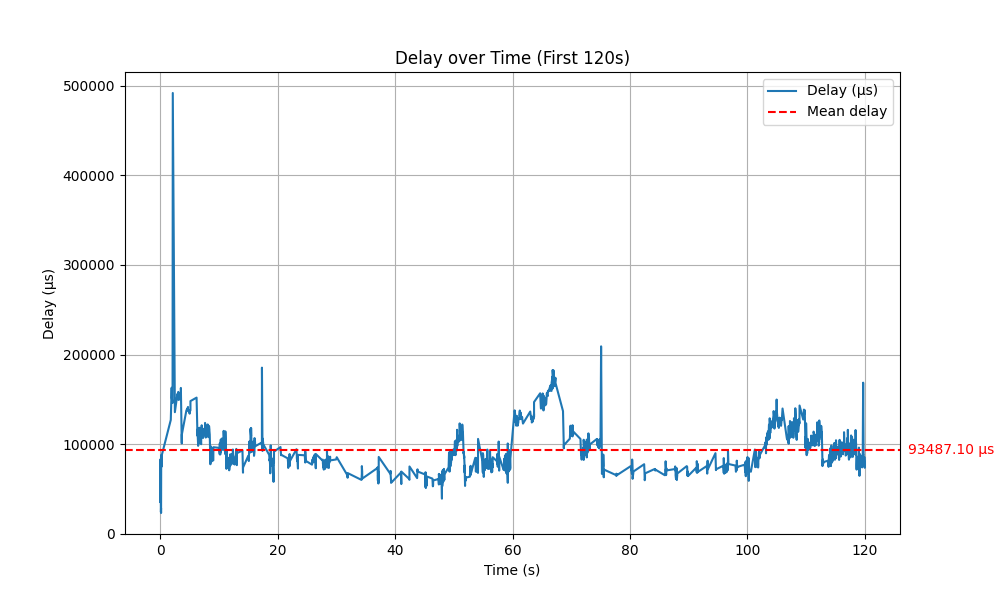 Delay over Time (First 120s)
Delay (µs)
Mean delay
500000
400000
300000
200000
100000
0
Delay (µs)
93487.10 µs
0 20 40 60 80 100 120
Time (s)